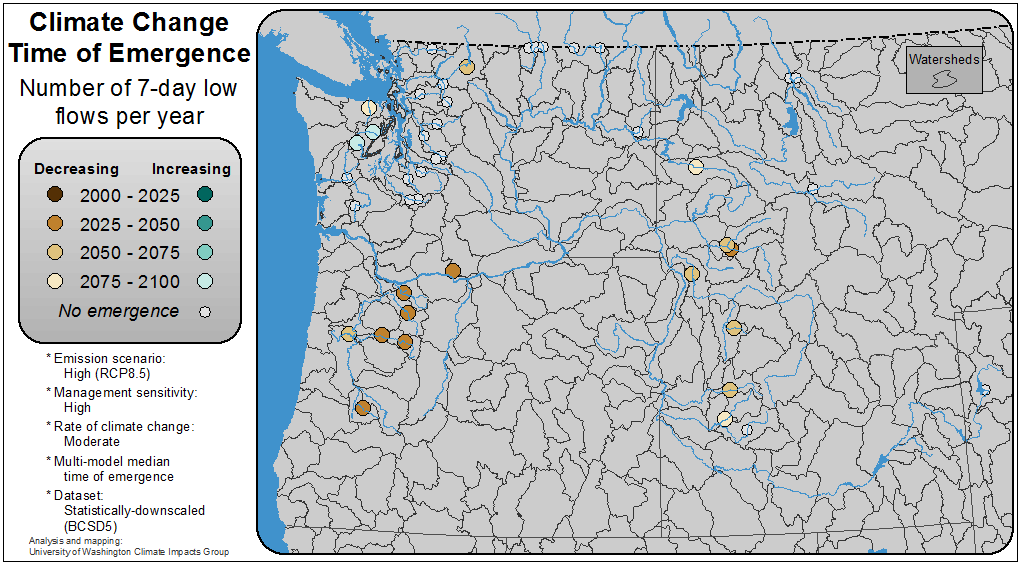 Climate Change
Time of Emergence
Number of 7-day low
flows per year
Decreasing Increasing
2000 - 2025
2025 - 2050
2050 - 2075
2075 - 2100
No emergence
* Emission scenario:
High (RCP8.5)
* Management sensitivity:
High
* Rate of climate change:
Moderate
* Multi-model median
time of emergence
* Dataset:
Statistically-downscaled
(BCSD5)
Analysis and mapping:
University of Washington Climate Impacts Group
Watersheds